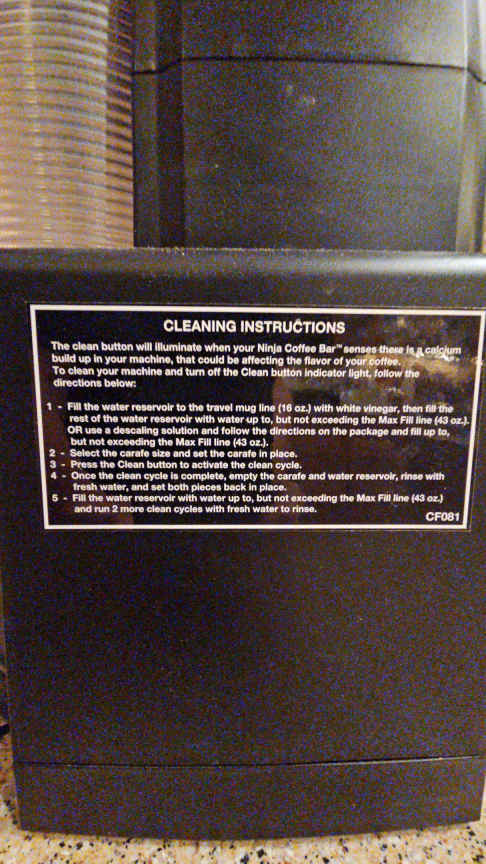 CLEANING INSTRUCTIONS
The clean button will illuminate when your Ninja Coffee Bar™ senses there is a calcium
build up in your machine, that could be affecting the flavor of your coffee.
To clean your machine and turn off the Clean button indicator light, follow the
directions below:
1 - Fill the water reservoir to the travel mug line (16 oz.) with white vinegar, then fill the
rest of the water reservoir with water up to, but not exceeding the Max Fill line (43 oz.).
OR use a descaling solution and follow the directions on the package and fill up to,
but not exceeding the Max Fill line (43 oz.).
2 - Select the carafe size and set the carafe in place.
3 - Press the Clean button to activate the clean cycle.
4 - Once the clean cycle is complete, empty the carafe and water reservoir, rinse with
fresh water, and set both pieces back in place.
5 - Fill the water reservoir with water up to, but not exceeding the Max Fill line (43 oz.)
and run 2 more clean cycles with fresh water to rinse.
CF081